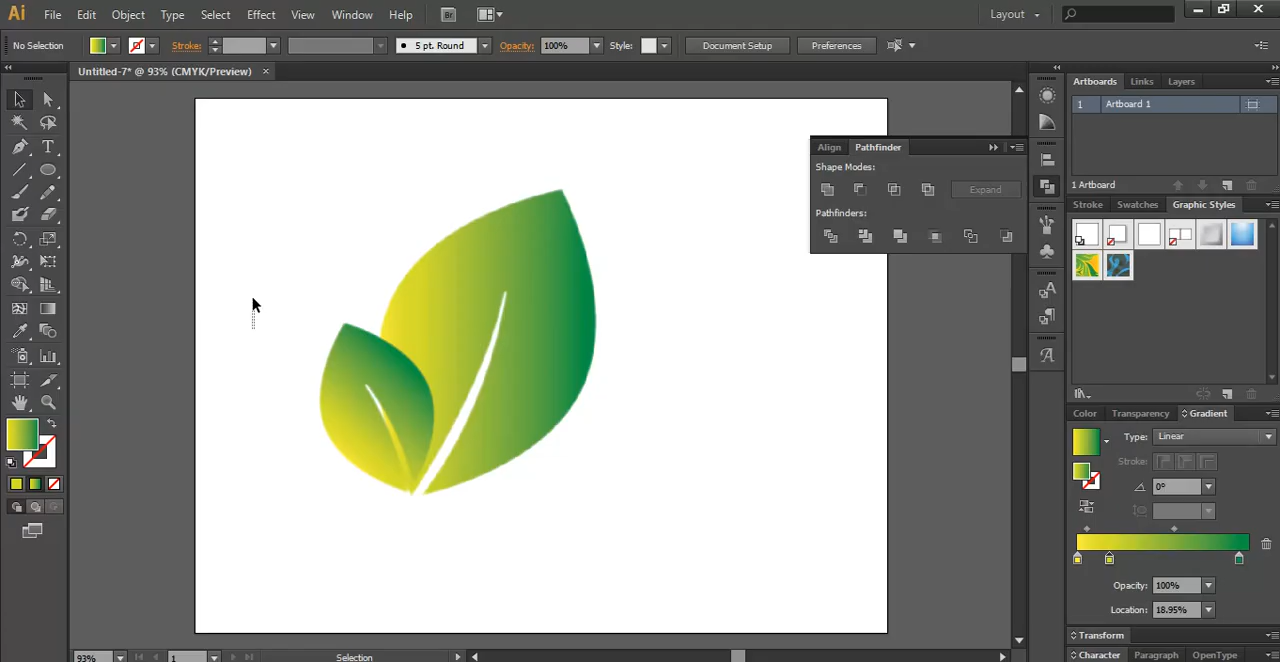 Ai File Edit Object Type Select Effect View Window Help Br Layout
No Selection Stroke: 5 pt. Round Opacity: 100% Style: Document Setup Preferences
Untitled-7* @ 93% (CMYK/Preview) ×
Artboards Links Layers
1 Artboard 1
1 Artboard
Align Pathfinder
Shape Modes:
Expand
Pathfinders:
Stroke Swatches Graphic Styles
Color Transparency Gradient
Type: Linear
Stroke:
0°
Opacity: 100%
Location: 18.95%
Transform
Character Paragraph OpenType
93% 1 Selection